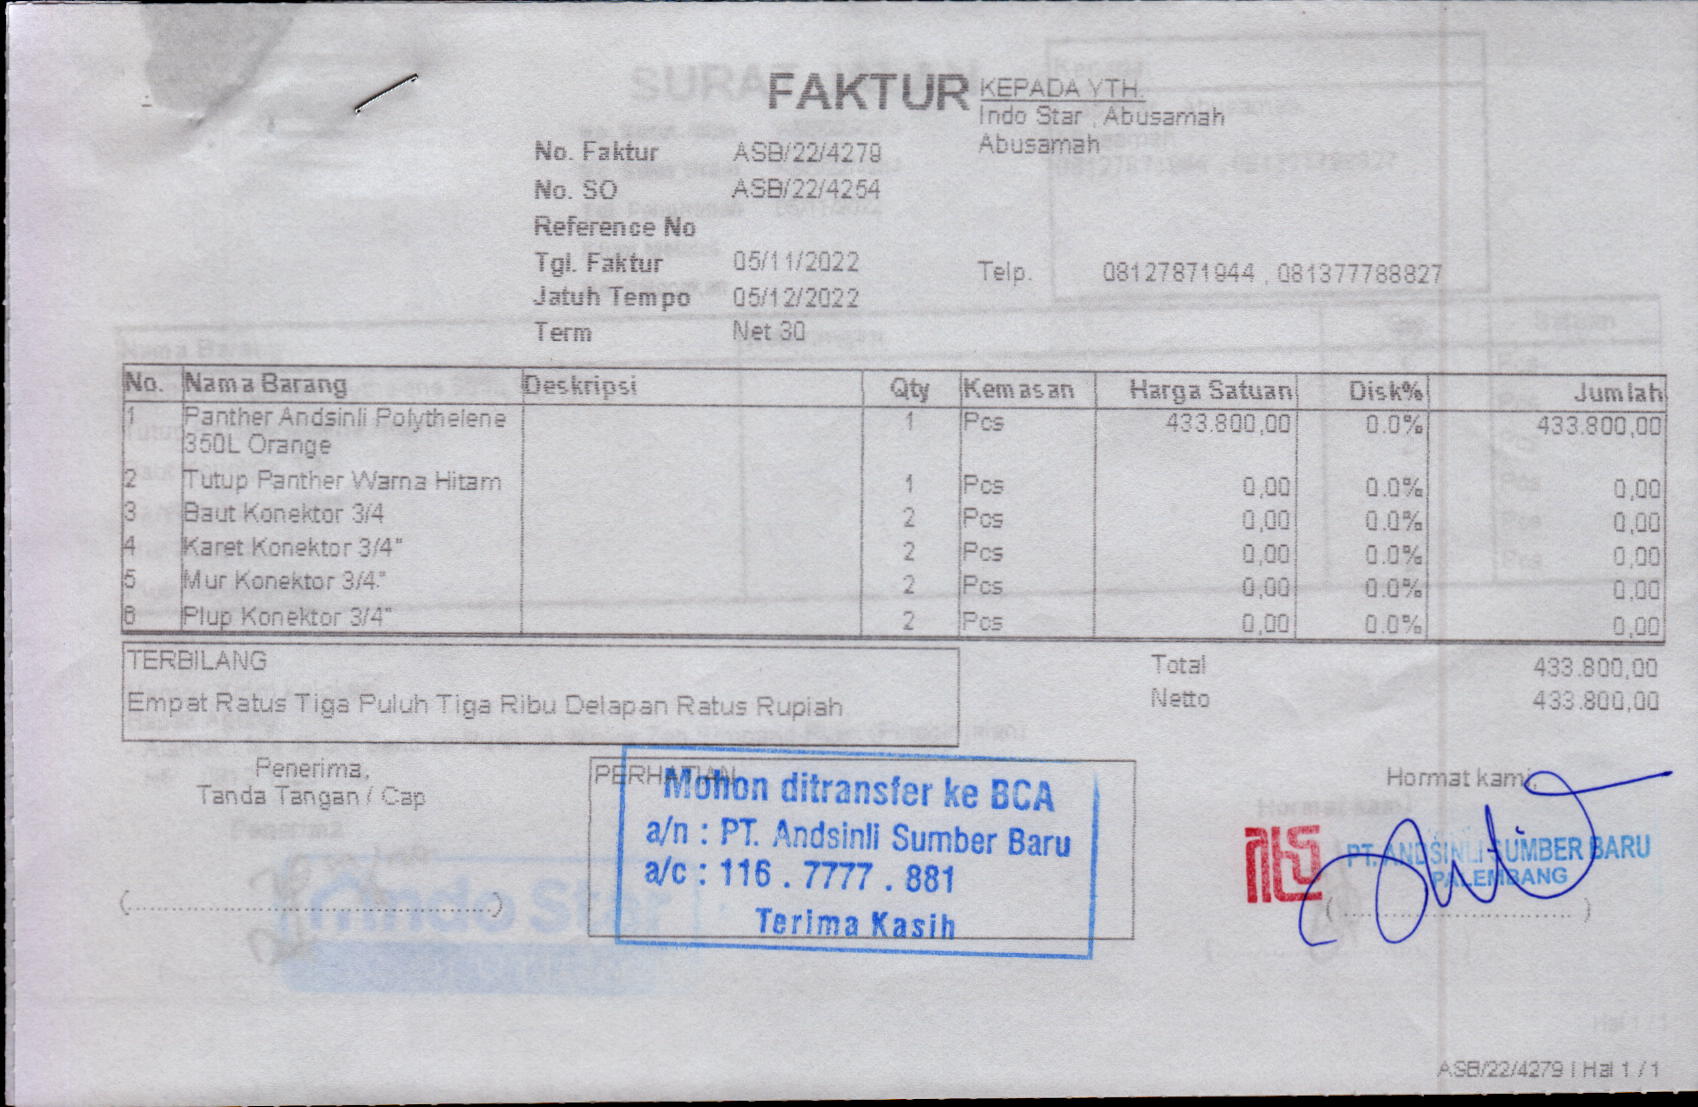 FAKTUR
KEPADA YTH.
Indo Star , Abusamah
Abusamah
No. Faktur ASB/22/4279
No. SO ASB/22/4254
Reference No
Tgl. Faktur 05/11/2022
Jatuh Tempo 05/12/2022
Term Net 30
Telp. 08127871944 , 081377788827
No. Nama Barang Deskripsi Qty Kemasan Harga Satuan Disk% Jumlah
1 Panther Andsinli Polythelene 1 Pcs 433.800,00 0.0% 433.800,00
350L Orange
2 Tutup Panther Warna Hitam 1 Pcs 0,00 0.0% 0,00
3 Baut Konektor 3/4 2 Pcs 0,00 0.0% 0,00
4 Karet Konektor 3/4" 2 Pcs 0,00 0.0% 0,00
5 Mur Konektor 3/4." 2 Pcs 0,00 0.0% 0,00
6 Plup Konektor 3/4" 2 Pcs 0,00 0.0% 0,00
TERBILANG
Empat Ratus Tiga Puluh Tiga Ribu Delapan Ratus Rupiah
Total 433.800,00
Netto 433.800,00
Penerima,
Tanda Tangan / Cap
(..............................)
PERHATIAN
Mohon ditransfer ke BCA
a/n : PT. Andsinli Sumber Baru
a/c : 116 . 7777 . 881
Terima Kasih
Hormat kami,
PT. ANDSINLI SUMBER BARU
PALEMBANG
(..............................)
Indo Star
ASB/22/4279 | Hal 1 / 1